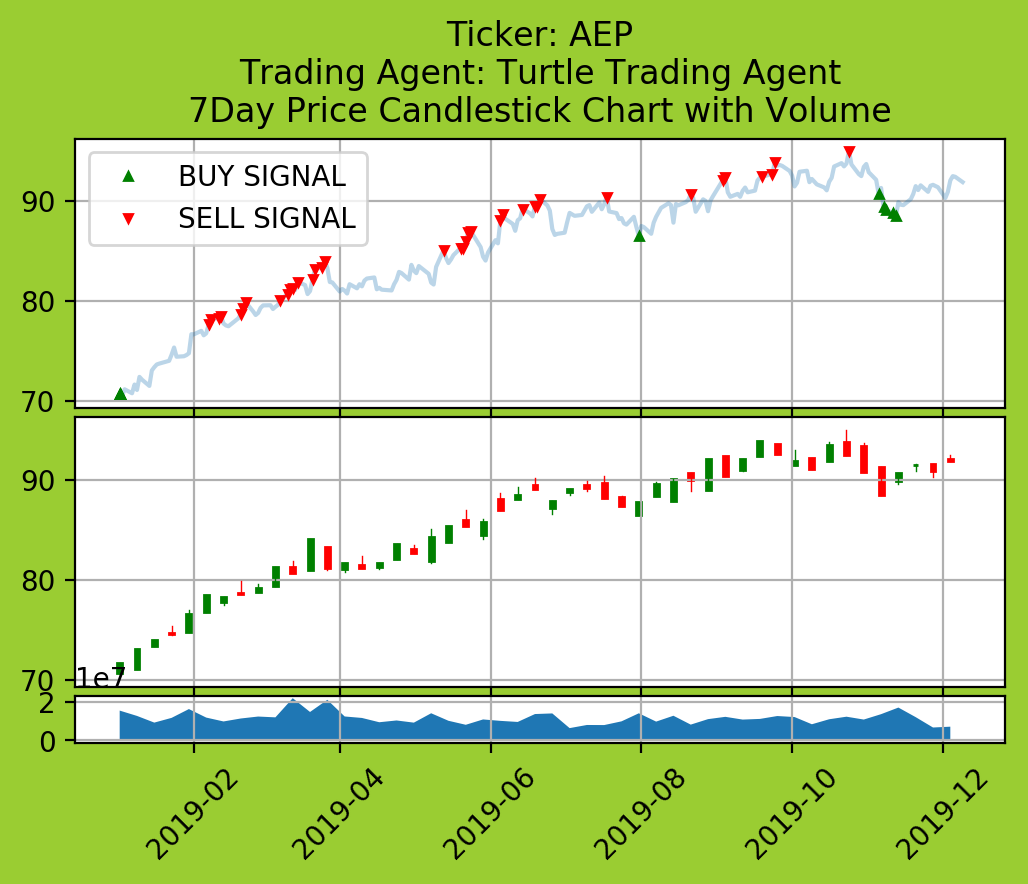 Ticker: AEP
Trading Agent: Turtle Trading Agent
7Day Price Candlestick Chart with Volume
BUY SIGNAL
SELL SIGNAL
90
80
70
90
80
70
1e7
2
0
2019-02
2019-04
2019-06
2019-08
2019-10
2019-12